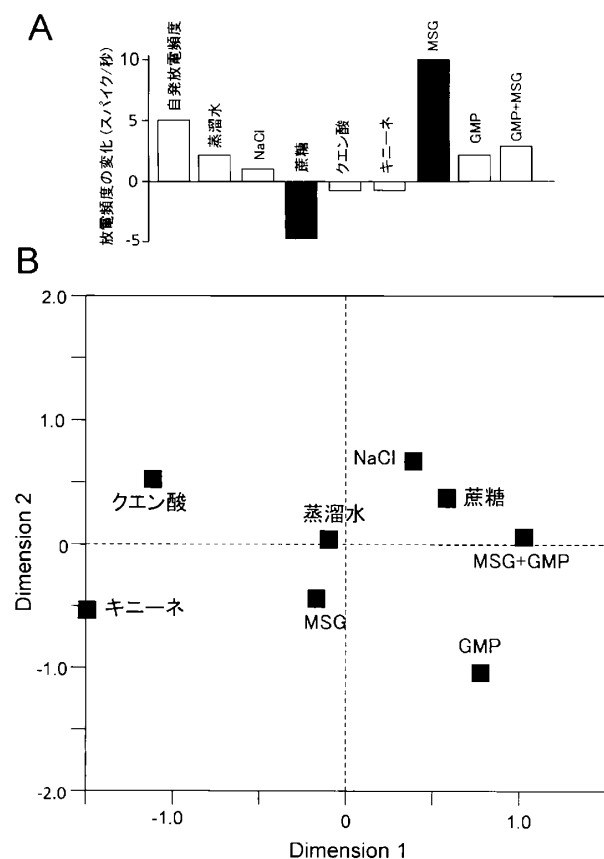 A
放電頻度の変化(スパイク/秒)
10
5
0
-5
自発放電頻度
蒸溜水
NaCl
蔗糖
クエン酸
キニーネ
MSG
GMP
GMP+MSG
B
Dimension 2
2.0
1.0
0
-1.0
-2.0
NaCl
クエン酸
蔗糖
蒸溜水
MSG+GMP
キニーネ
MSG
GMP
-1.0
0
1.0
Dimension 1